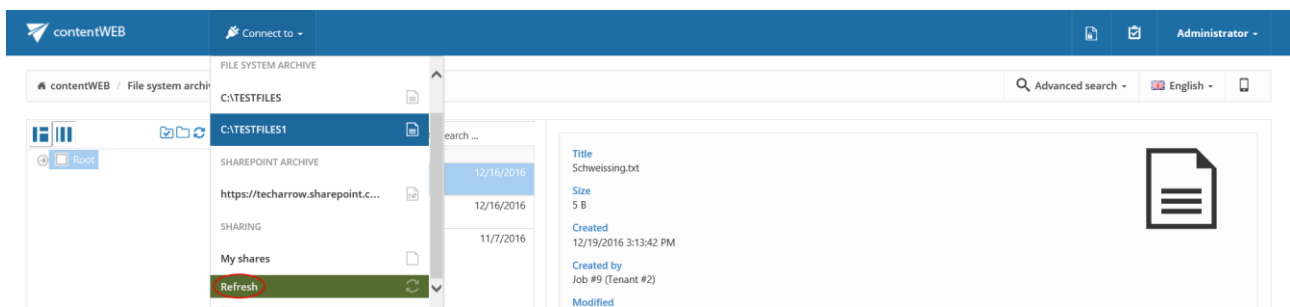 contentWEB
Connect to
Administrator
contentWEB / File system archi
Advanced search
English
FILE SYSTEM ARCHIVE
C:\TESTFILES
C:\TESTFILES1
SHAREPOINT ARCHIVE
https://techarrow.sharepoint.c...
SHARING
My shares
Refresh
Root
earch ...
12/16/2016
12/16/2016
11/7/2016
Title
Schweissing.txt
Size
5 B
Created
12/19/2016 3:13:42 PM
Created by
Job #9 (Tenant #2)
Modified